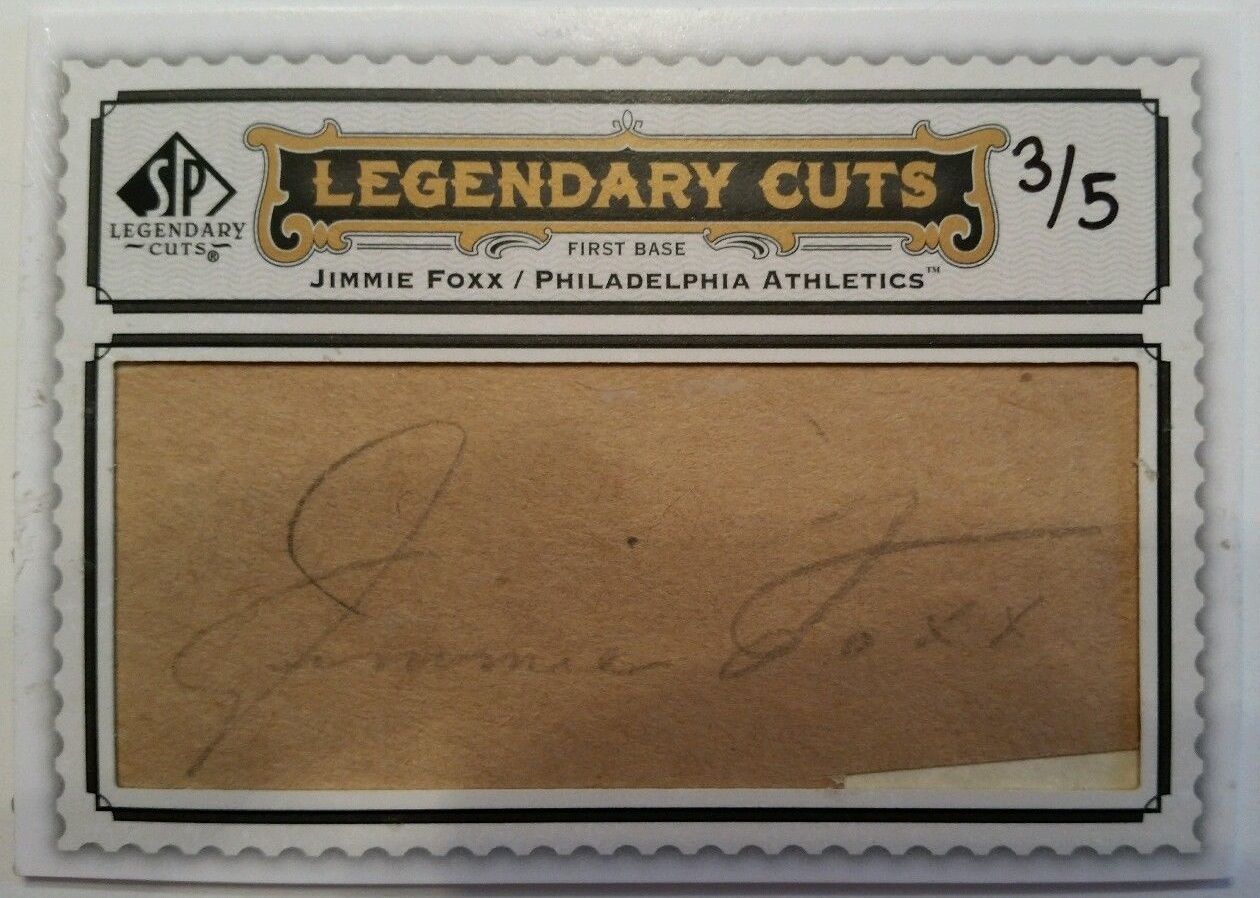 SP
LEGENDARY
CUTS®
LEGENDARY CUTS
3/5
FIRST BASE
JIMMIE FOXX / PHILADELPHIA ATHLETICS™
Jimmie Foxx